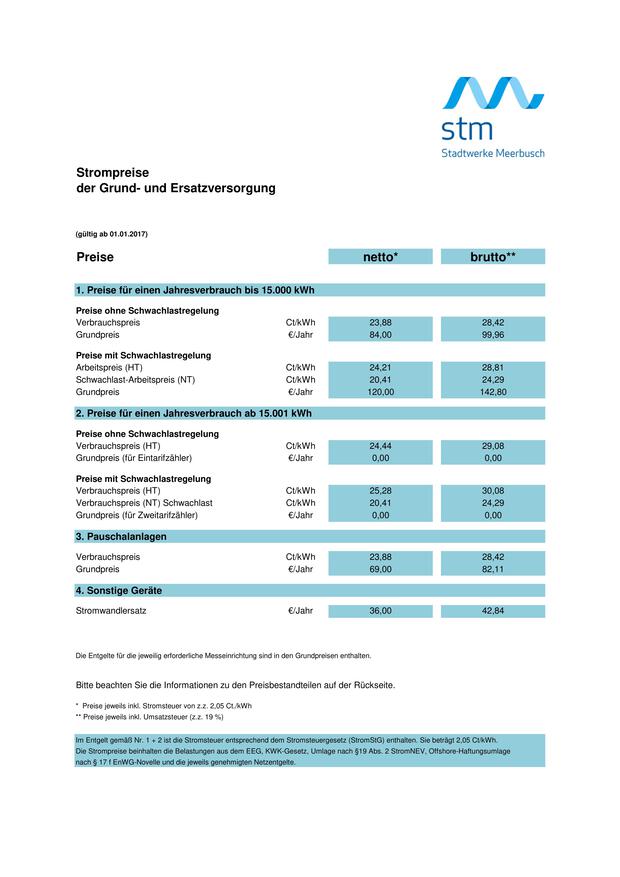 stm
Stadtwerke Meerbusch
Strompreise
der Grund- und Ersatzversorgung
(gültig ab 01.01.2017)
Preise netto* brutto**
1. Preise für einen Jahresverbrauch bis 15.000 kWh
Preise ohne Schwachlastregelung
Verbrauchspreis Ct/kWh 23,88 28,42
Grundpreis €/Jahr 84,00 99,96
Preise mit Schwachlastregelung
Arbeitspreis (HT) Ct/kWh 24,21 28,81
Schwachlast-Arbeitspreis (NT) Ct/kWh 20,41 24,29
Grundpreis €/Jahr 120,00 142,80
2. Preise für einen Jahresverbrauch ab 15.001 kWh
Preise ohne Schwachlastregelung
Verbrauchspreis (HT) Ct/kWh 24,44 29,08
Grundpreis (für Eintarifzähler) €/Jahr 0,00 0,00
Preise mit Schwachlastregelung
Verbrauchspreis (HT) Ct/kWh 25,28 30,08
Verbrauchspreis (NT) Schwachlast Ct/kWh 20,41 24,29
Grundpreis (für Zweitarifzähler) €/Jahr 0,00 0,00
3. Pauschalanlagen
Verbrauchspreis Ct/kWh 23,88 28,42
Grundpreis €/Jahr 69,00 82,11
4. Sonstige Geräte
Stromwandlersatz €/Jahr 36,00 42,84
Die Entgelte für die jeweilig erforderliche Messeinrichtung sind in den Grundpreisen enthalten.
Bitte beachten Sie die Informationen zu den Preisbestandteilen auf der Rückseite.
* Preise jeweils inkl. Stromsteuer von z.z. 2,05 Ct./kWh
** Preise jeweils inkl. Umsatzsteuer (z.z. 19 %)
Im Entgelt gemäß Nr. 1 + 2 ist die Stromsteuer entsprechend dem Stromsteuergesetz (StromStG) enthalten. Sie beträgt 2,05 Ct/kWh.
Die Strompreise beinhalten die Belastungen aus dem EEG, KWK-Gesetz, Umlage nach §19 Abs. 2 StromNEV, Offshore-Haftungsumlage
nach § 17 f EnWG-Novelle und die jeweils genehmigten Netzentgelte.